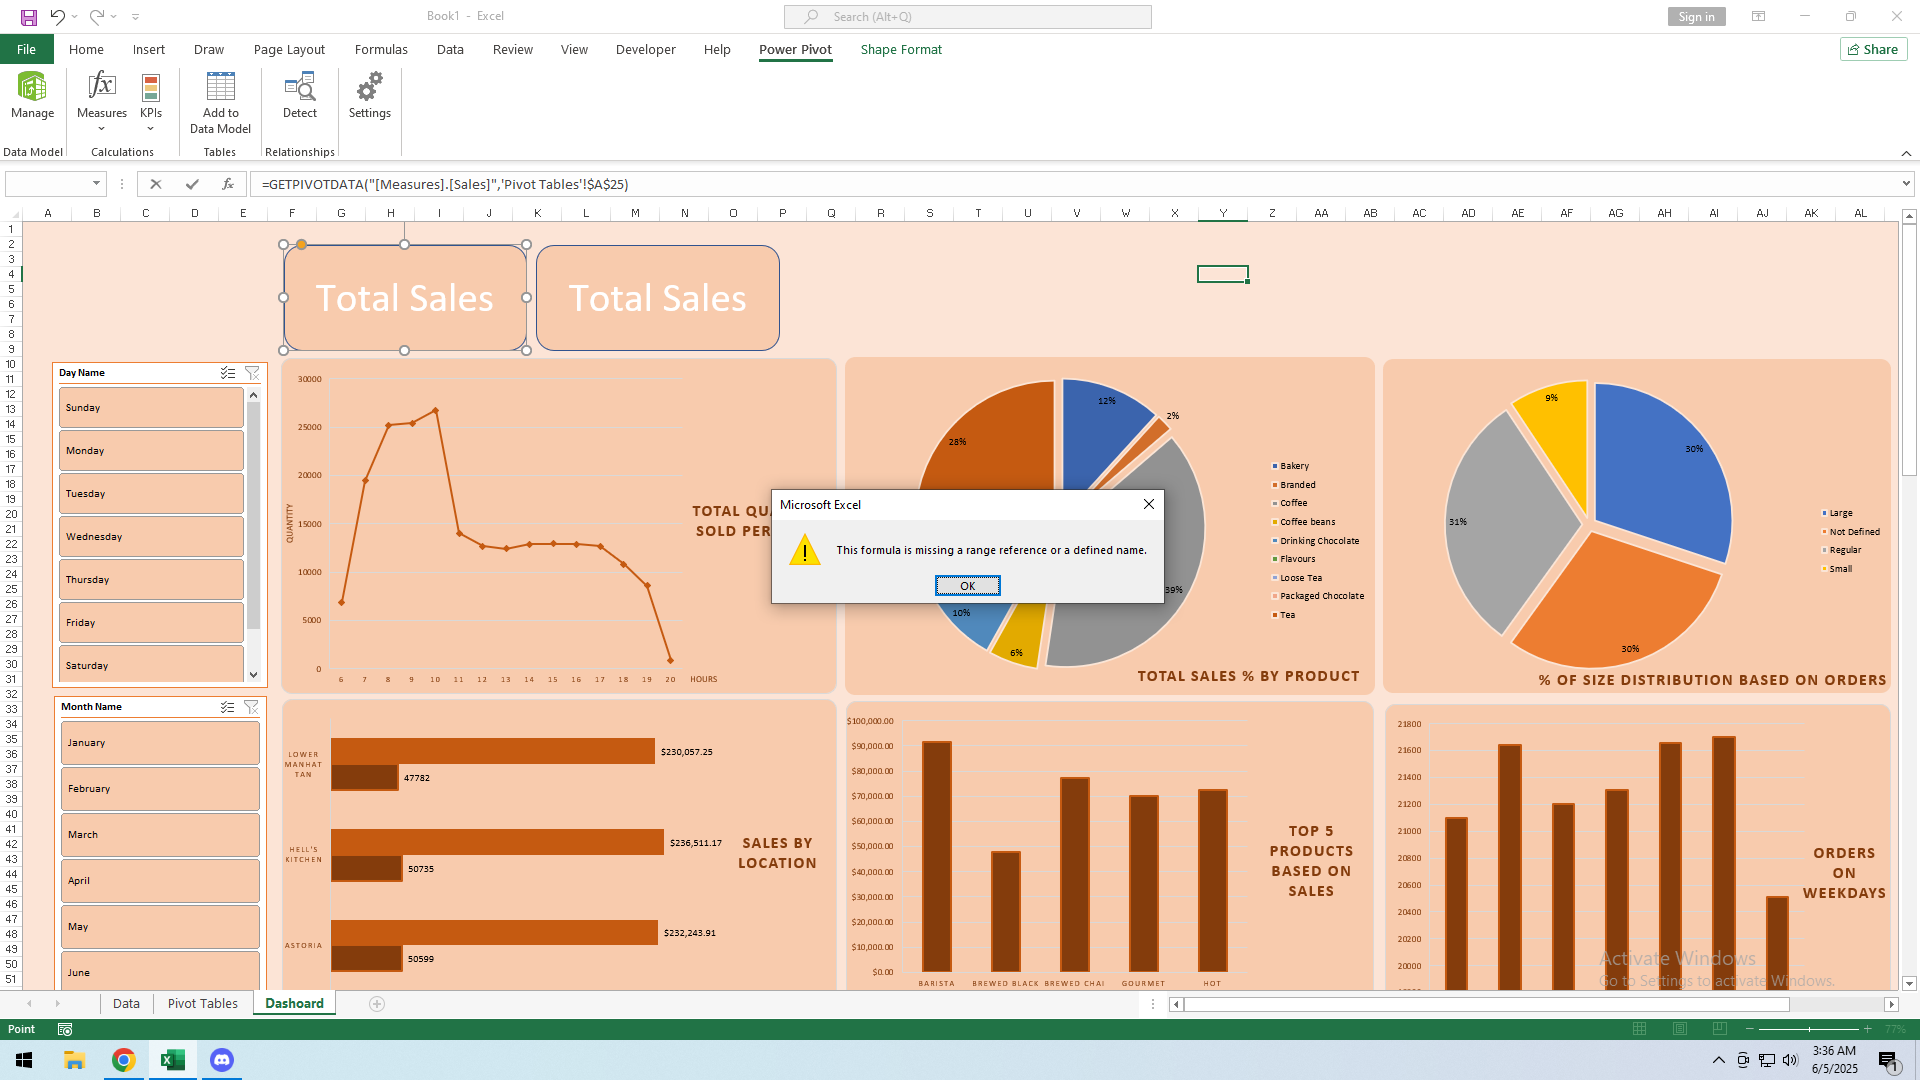 Book1 - Excel
Search (Alt+Q)
Sign in
File Home Insert Draw Page Layout Formulas Data Review View Developer Help Power Pivot Shape Format
Share
Manage
Measures
KPIs
Add to
Data Model
Detect
Settings
Data Model
Calculations
Tables
Relationships
fx =GETPIVOTDATA("[Measures].[Sales]",'Pivot Tables'!$A$25)
A B C D E F G H I J K L M N O P Q R S T U V W X Y Z AA AB AC AD AE AF AG AH AI AJ AK AL
1
2
3
4
5
6
7
8
9
10
11
12
13
14
15
16
17
18
19
20
21
22
23
24
25
26
27
28
29
30
31
32
33
34
35
36
37
38
39
40
41
42
43
44
45
46
47
48
49
50
51
Total Sales
Total Sales
Day Name
Sunday
Monday
Tuesday
Wednesday
Thursday
Friday
Saturday
Month Name
January
February
March
April
May
June
30000
25000
20000
15000
10000
5000
0
QUANTITY
6 7 8 9 10 11 12 13 14 15 16 17 18 19 20 HOURS
TOTAL QU
SOLD PER
12%
2%
28%
39%
10%
6%
Bakery
Branded
Coffee
Coffee beans
Drinking Chocolate
Flavours
Loose Tea
Packaged Chocolate
Tea
TOTAL SALES % BY PRODUCT
9%
30%
31%
30%
Large
Not Defined
Regular
Small
% OF SIZE DISTRIBUTION BASED ON ORDERS
Microsoft Excel
This formula is missing a range reference or a defined name.
OK
LOWER
MANHAT
TAN
$230,057.25
47782
HELL'S
KITCHEN
$236,511.17
50735
ASTORIA
$232,243.91
50599
SALES BY
LOCATION
$100,000.00
$90,000.00
$80,000.00
$70,000.00
$60,000.00
$50,000.00
$40,000.00
$30,000.00
$20,000.00
$10,000.00
$0.00
BARISTA BREWED BLACK BREWED CHAI GOURMET HOT
TOP 5
PRODUCTS
BASED ON
SALES
21800
21600
21400
21200
21000
20800
20600
20400
20200
20000
ORDERS
ON
WEEKDAYS
Activate Windows
Go to Settings to activate Windows.
Data Pivot Tables Dashoard
Point
77%
3:36 AM
6/5/2025
1